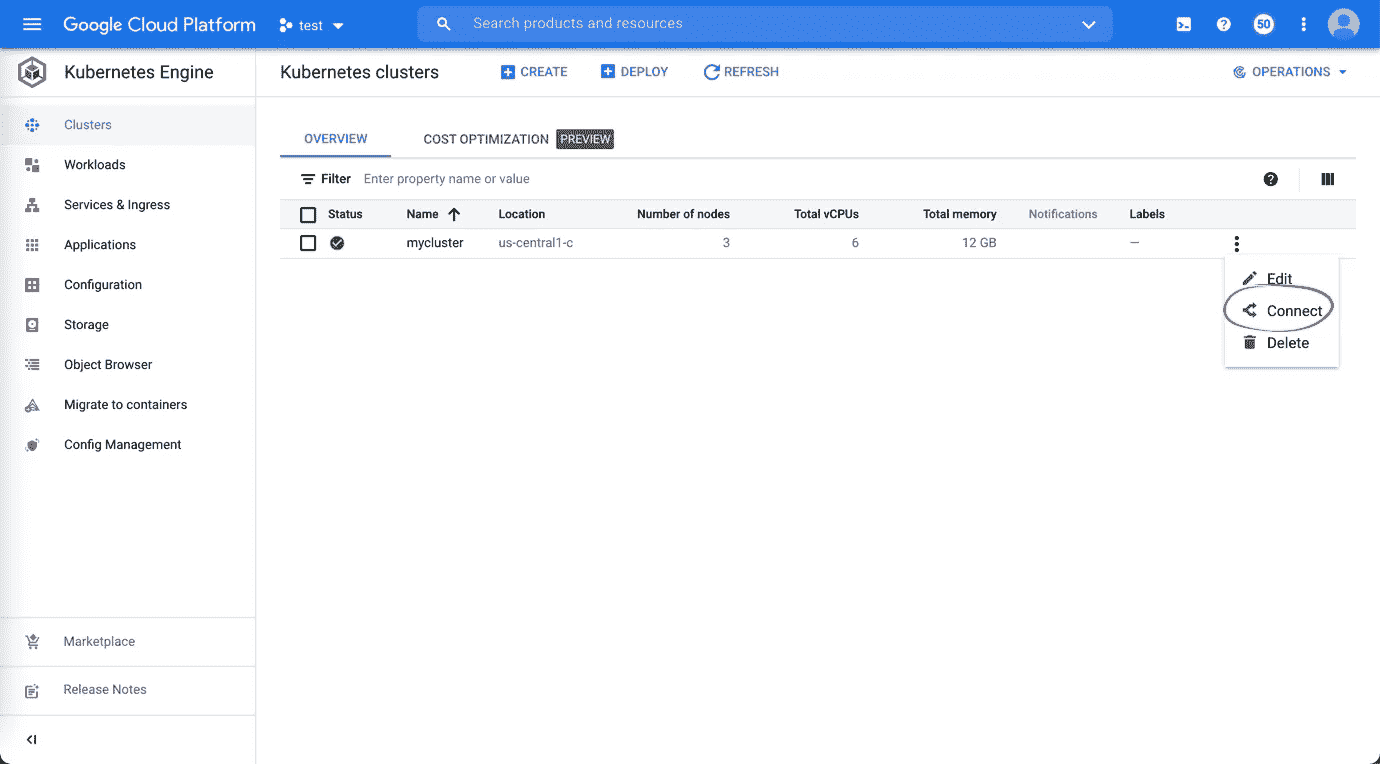 Google Cloud Platform test Search products and resources 50
Kubernetes Engine
Kubernetes clusters CREATE DEPLOY REFRESH OPERATIONS
Clusters
Workloads
Services & Ingress
Applications
Configuration
Storage
Object Browser
Migrate to containers
Config Management
Marketplace
Release Notes
OVERVIEW COST OPTIMIZATION PREVIEW
Filter Enter property name or value
Status Name Location Number of nodes Total vCPUs Total memory Notifications Labels
mycluster us-central1-c 3 6 12 GB —
Edit
Connect
Delete